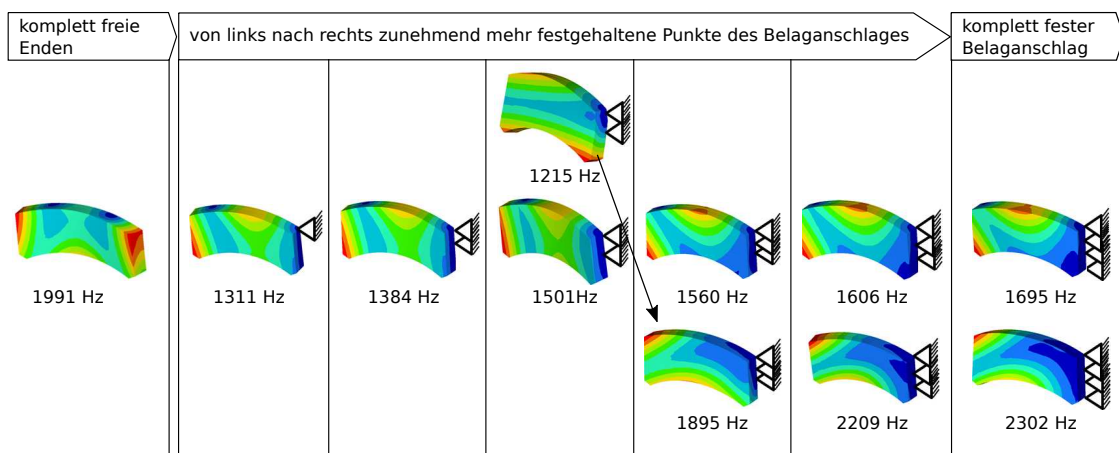 komplett freie
Enden
von links nach rechts zunehmend mehr festgehaltene Punkte des Belaganschlages
komplett fester
Belaganschlag
1215 Hz
1991 Hz
1311 Hz
1384 Hz
1501Hz
1560 Hz
1606 Hz
1695 Hz
1895 Hz
2209 Hz
2302 Hz